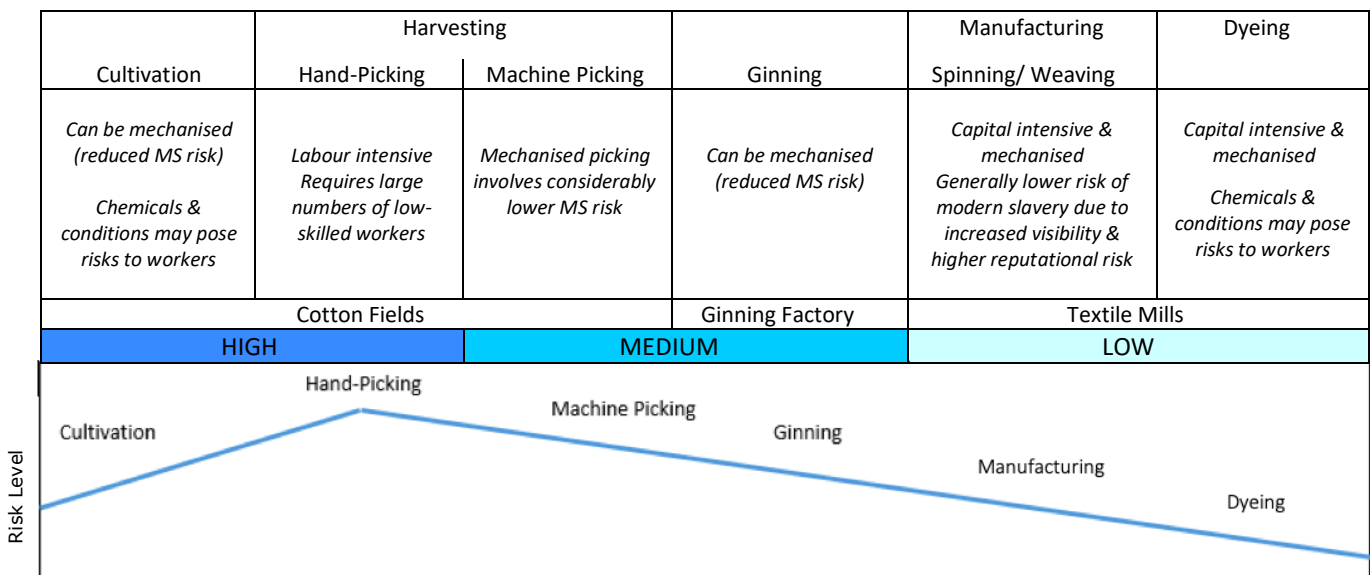 Harvesting
Manufacturing
Dyeing
Cultivation
Hand-Picking
Machine Picking
Ginning
Spinning/ Weaving
Can be mechanised
(reduced MS risk)
Chemicals &
conditions may pose
risks to workers
Labour intensive
Requires large
numbers of low-
skilled workers
Mechanised picking
involves considerably
lower MS risk
Can be mechanised
(reduced MS risk)
Capital intensive &
mechanised
Generally lower risk of
modern slavery due to
increased visibility &
higher reputational risk
Capital intensive &
mechanised
Chemicals &
conditions may pose
risks to workers
Cotton Fields
Ginning Factory
Textile Mills
HIGH
MEDIUM
LOW
Risk Level
Cultivation
Hand-Picking
Machine Picking
Ginning
Manufacturing
Dyeing